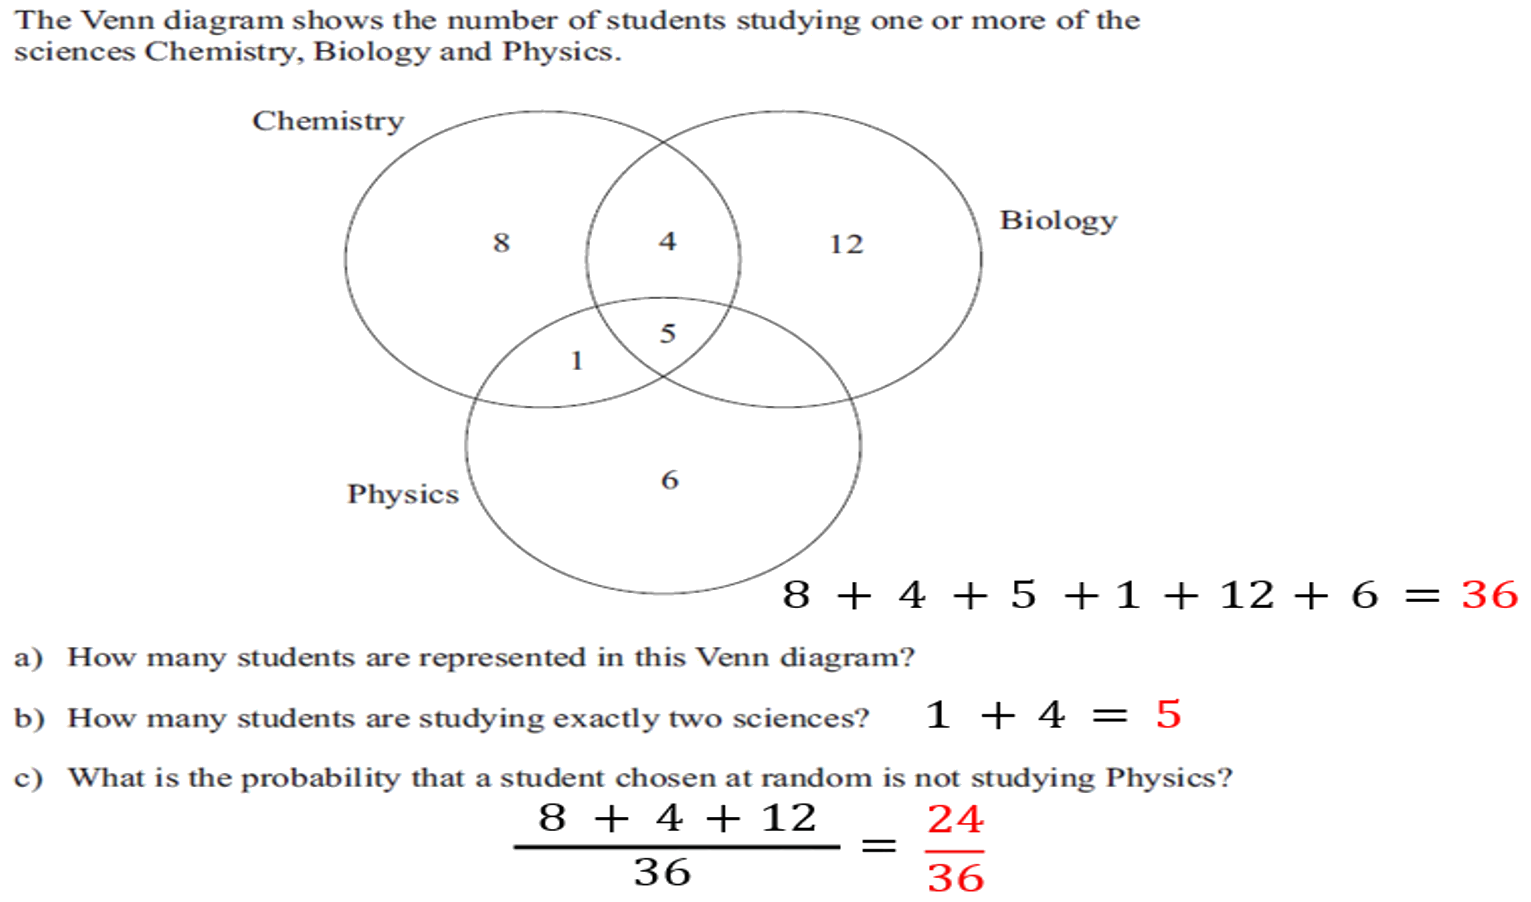 The Venn diagram shows the number of students studying one or more of the
sciences Chemistry, Biology and Physics.
Chemistry
Biology
8
4
12
5
1
Physics
6
8 + 4 + 5 + 1 + 12 + 6 = 36
a) How many students are represented in this Venn diagram?
b) How many students are studying exactly two sciences? 1 + 4 = 5
c) What is the probability that a student chosen at random is not studying Physics?
8 + 4 + 12
36
=
24
36